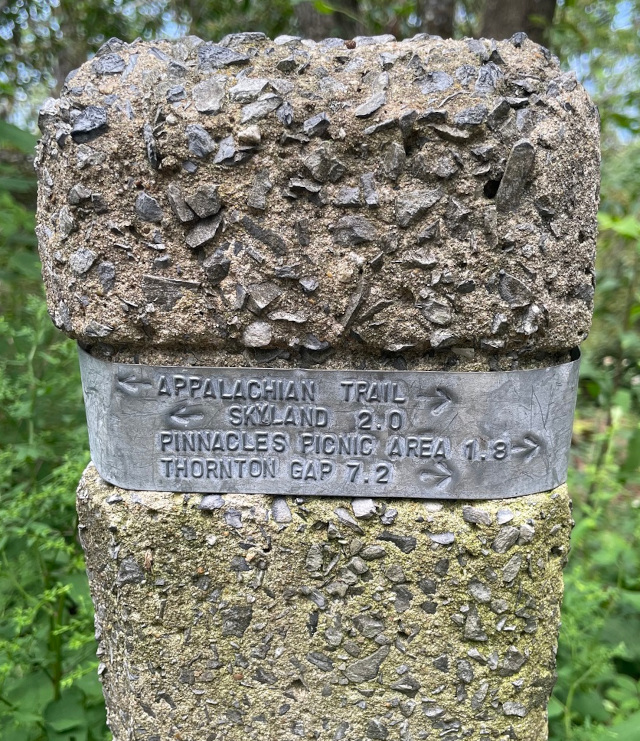 ← APPALACHIAN TRAIL →
← SKYLAND 2.0
PINNACLES PICNIC AREA 1.8 →
THORNTON GAP 7.2 →